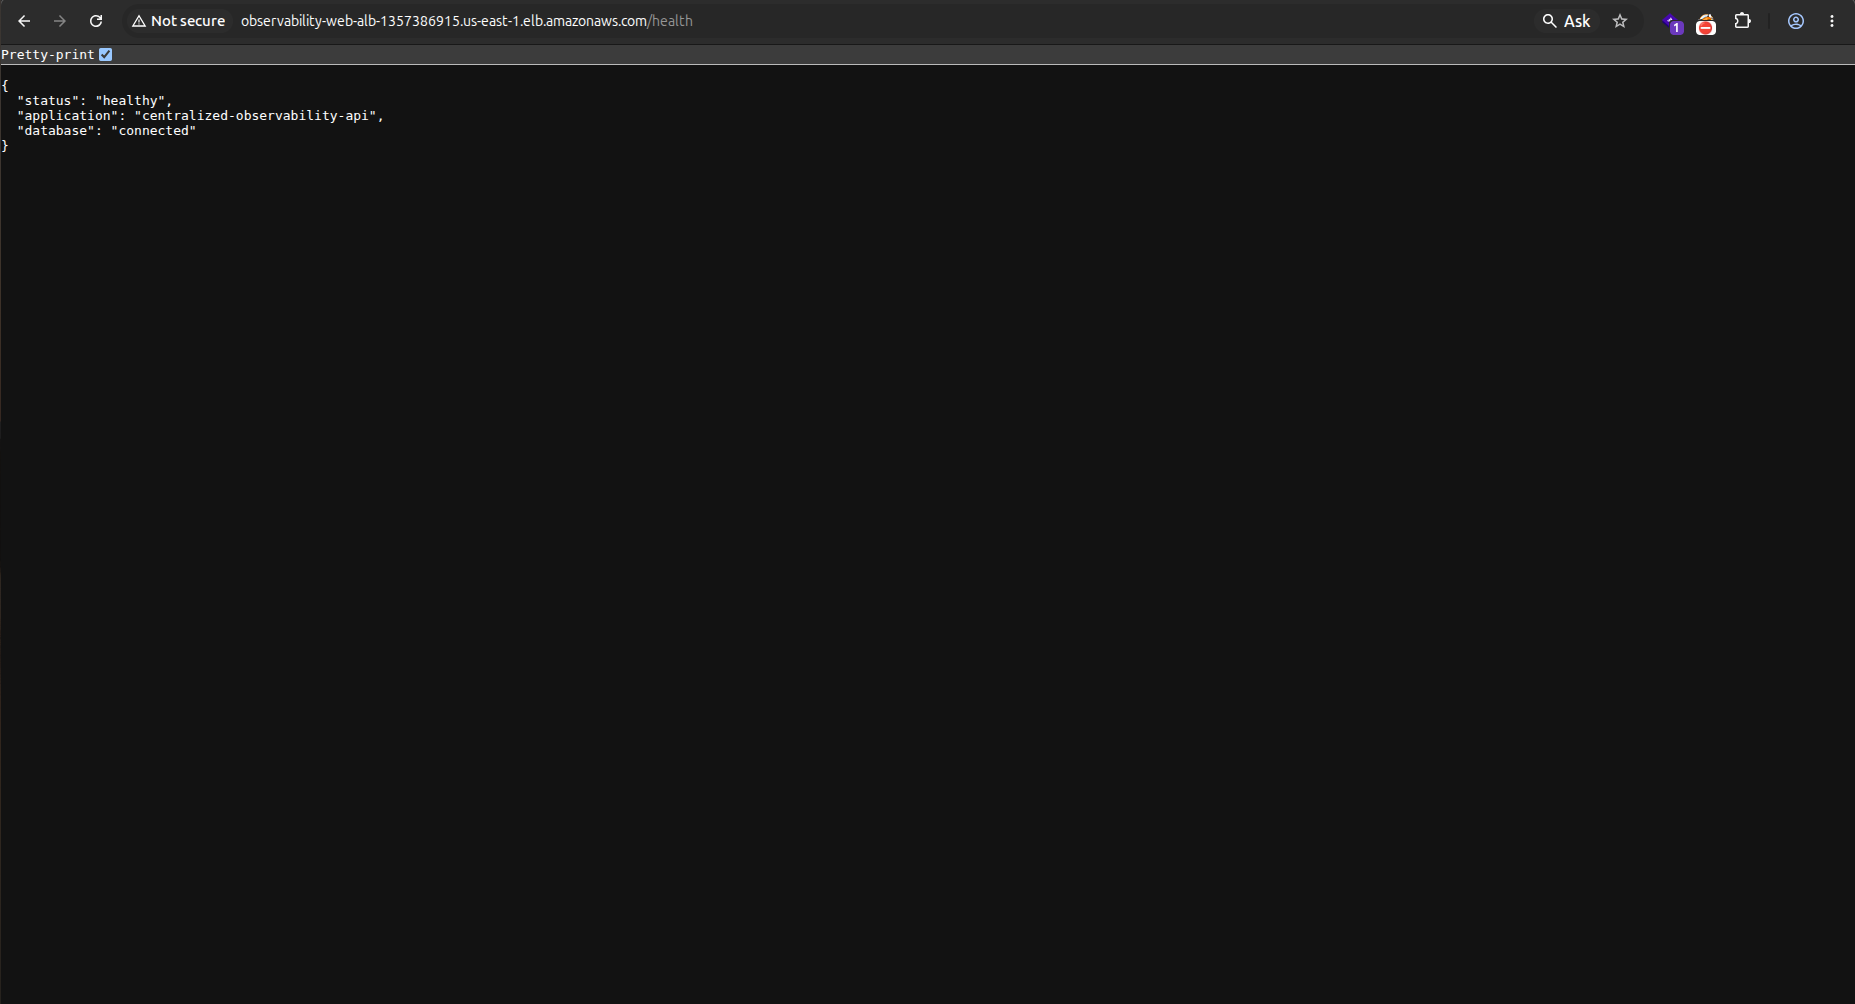 Not secure observability-web-alb-1357386915.us-east-1.elb.amazonaws.com/health Ask 1
Pretty-print
{
  "status": "healthy",
  "application": "centralized-observability-api",
  "database": "connected"
}